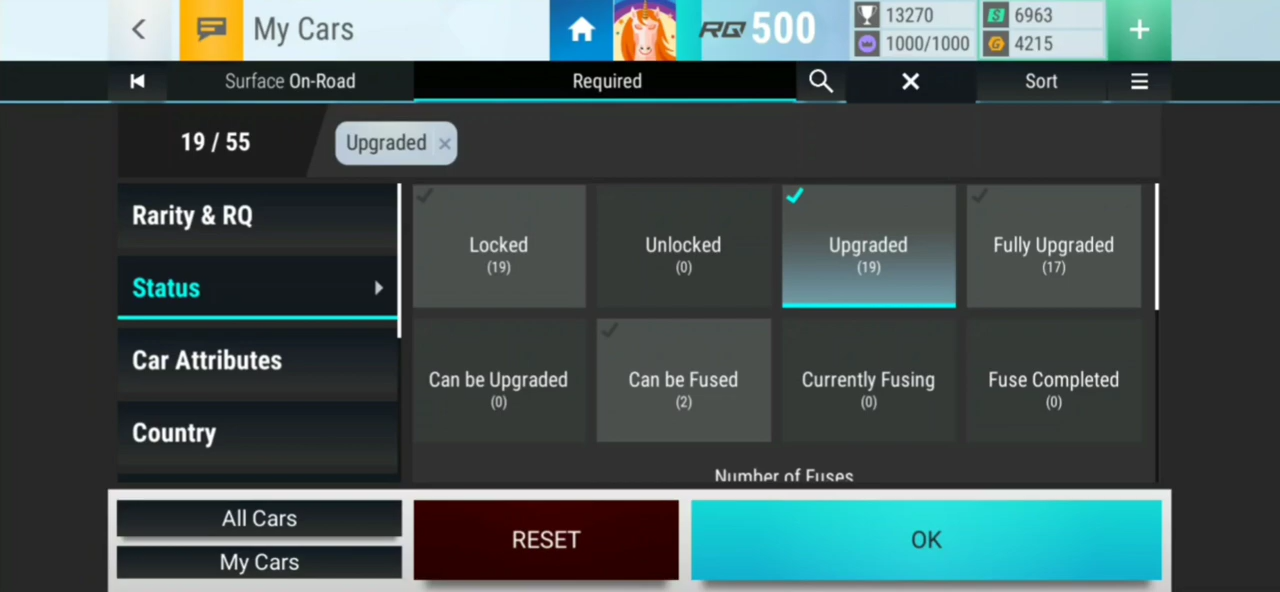 My Cars
RQ 500
13270
1000/1000
6963
4215
+
Surface On-Road
Required
Sort
19 / 55
Upgraded ×
Rarity & RQ
Status
Car Attributes
Country
Locked
(19)
Unlocked
(0)
Upgraded
(19)
Fully Upgraded
(17)
Can be Upgraded
(0)
Can be Fused
(2)
Currently Fusing
(0)
Fuse Completed
(0)
Number of Fuses
All Cars
My Cars
RESET
OK